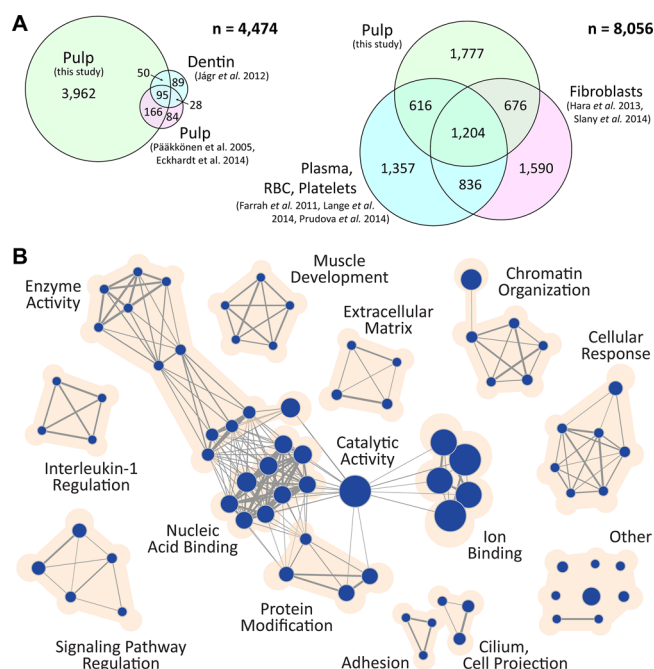 A
n = 4,474
Pulp
(this study)
3,962
50
89
95
28
166
84
Dentin
(Jágr et al. 2012)
Pulp
(Pääkkönen et al. 2005,
Eckhardt et al. 2014)
n = 8,056
Pulp
(this study)
1,777
616
676
1,204
1,357
836
1,590
Fibroblasts
(Hara et al. 2013,
Slany et al. 2014)
Plasma,
RBC, Platelets
(Farrah et al. 2011, Lange et al.
2014, Prudova et al. 2014)
B
Enzyme
Activity
Muscle
Development
Extracellular
Matrix
Chromatin
Organization
Cellular
Response
Interleukin-1
Regulation
Catalytic
Activity
Nucleic
Acid Binding
Ion
Binding
Other
Signaling Pathway
Regulation
Protein
Modification
Adhesion
Cilium,
Cell Projection